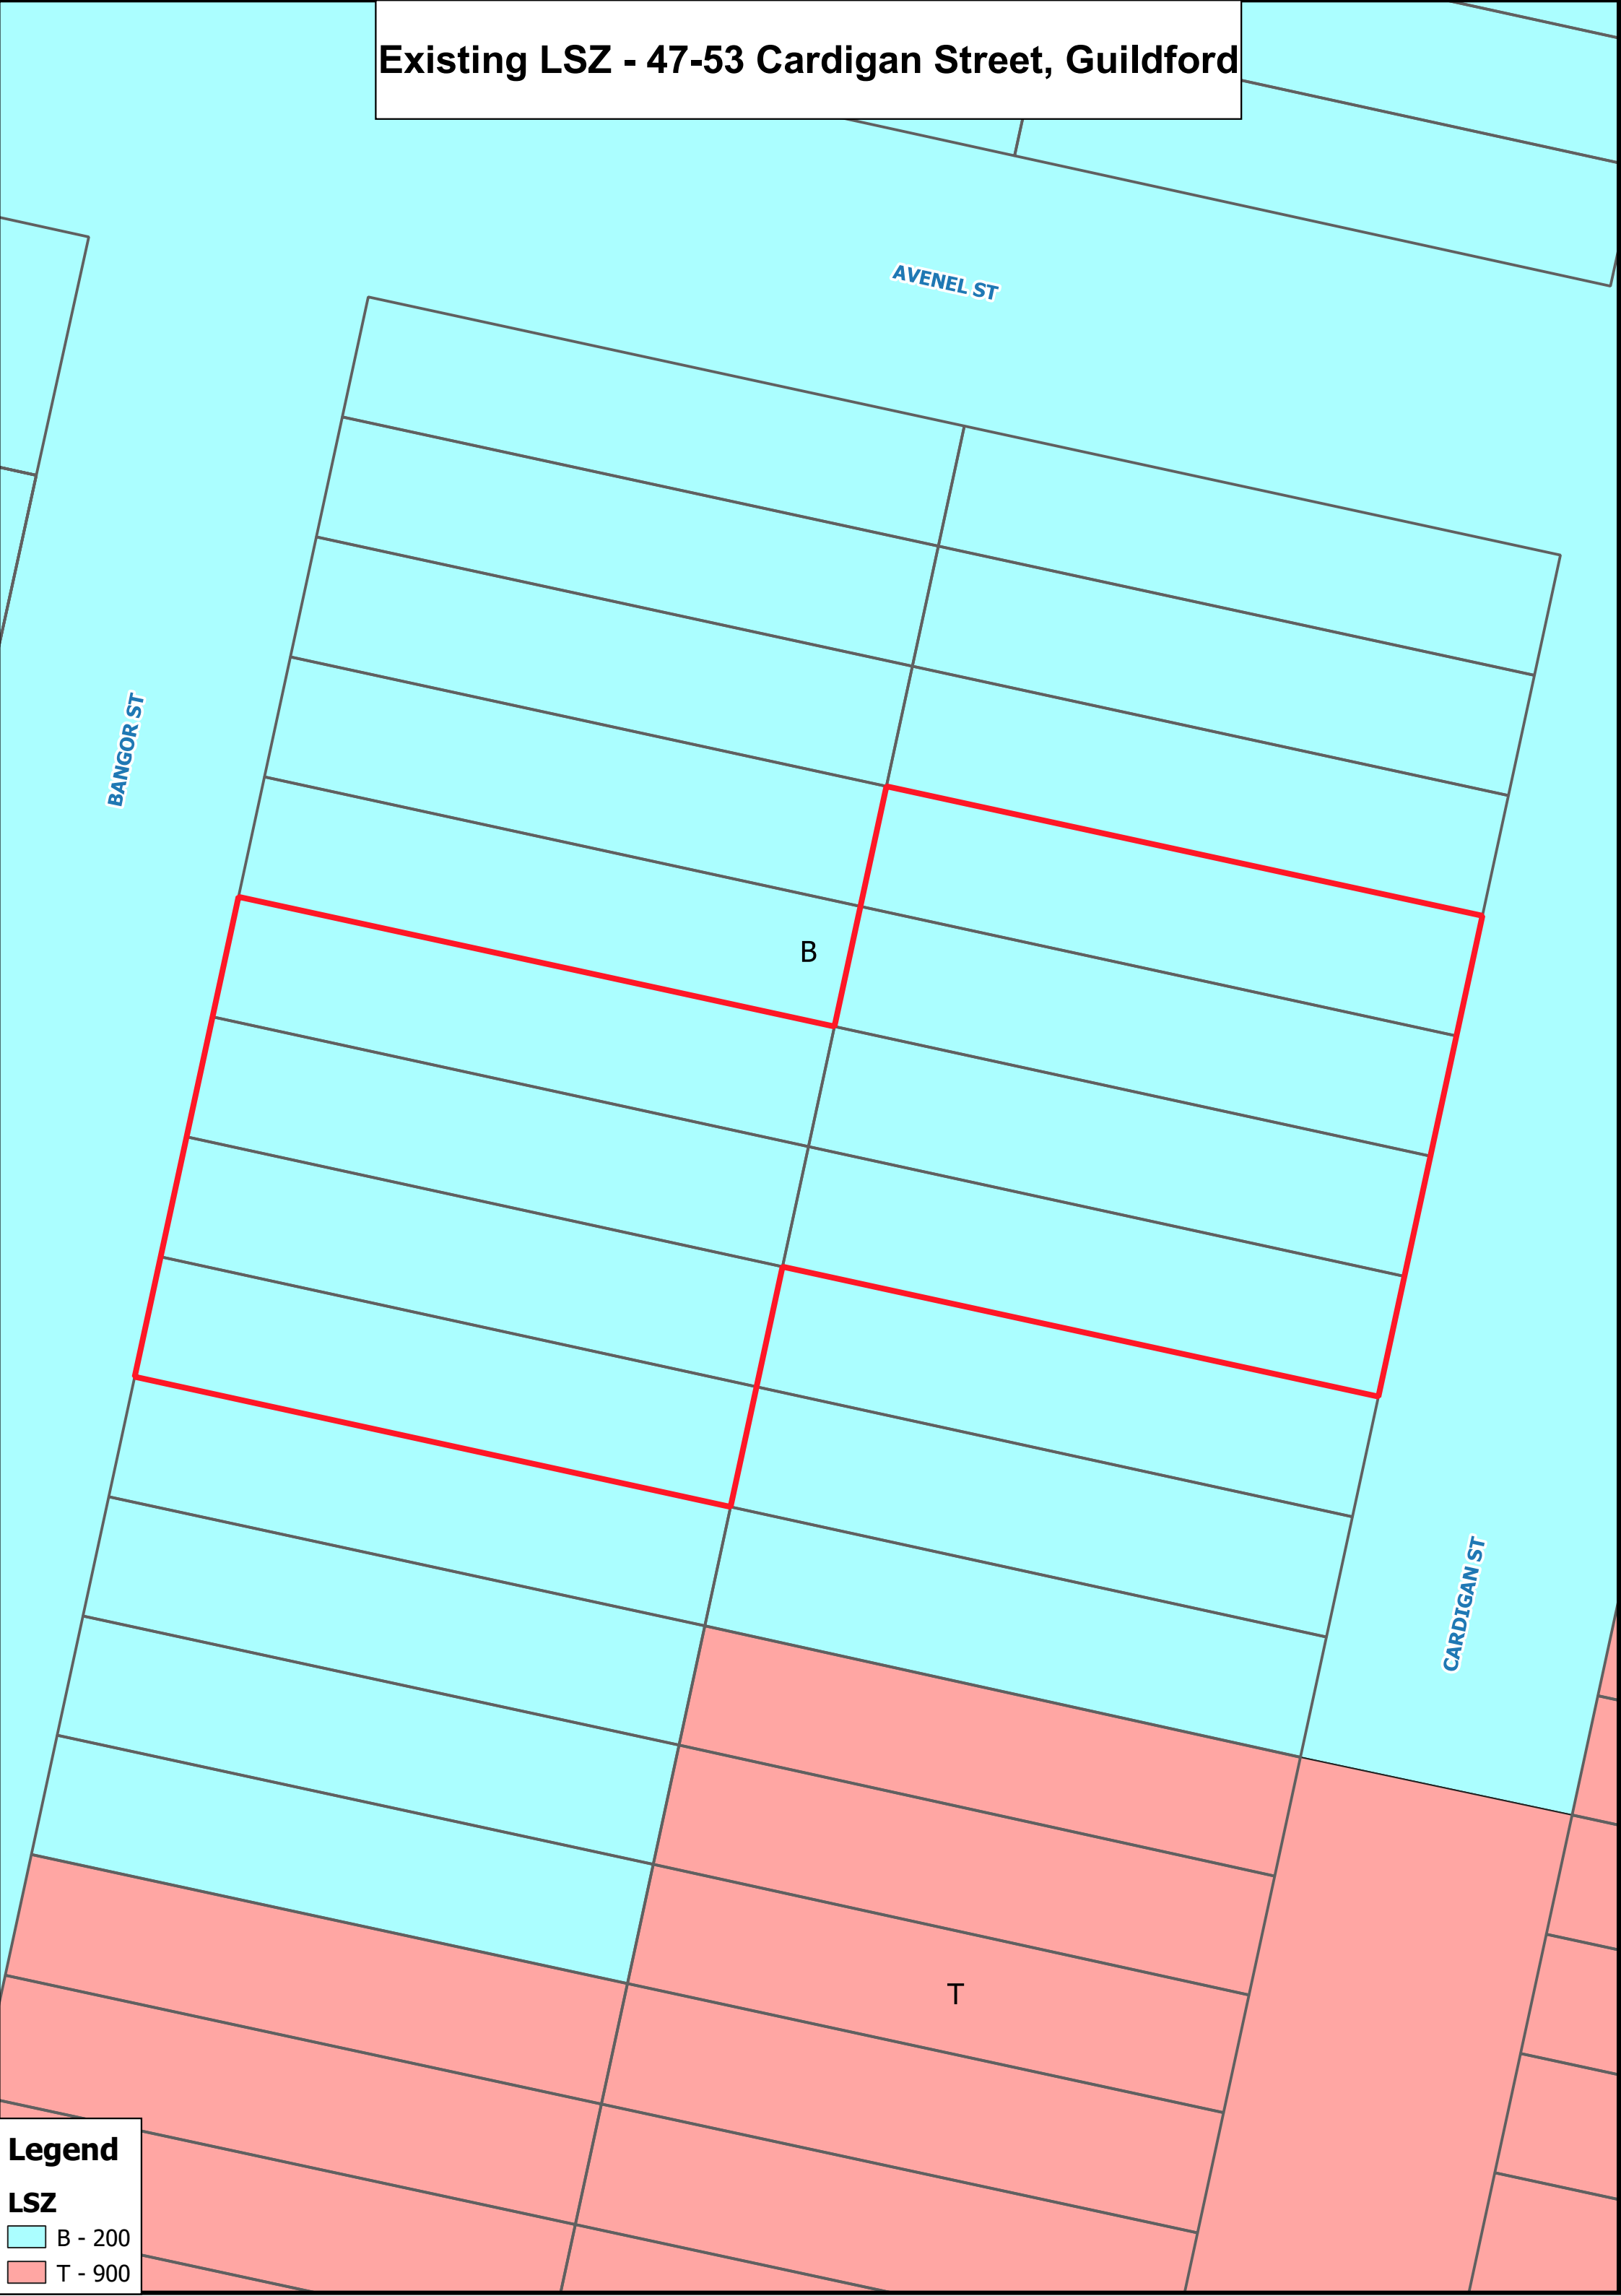 Existing LSZ - 47-53 Cardigan Street, Guildford
AVENEL ST
BANGOR ST
B
CARDIGAN ST
T
Legend
LSZ
B - 200
T - 900